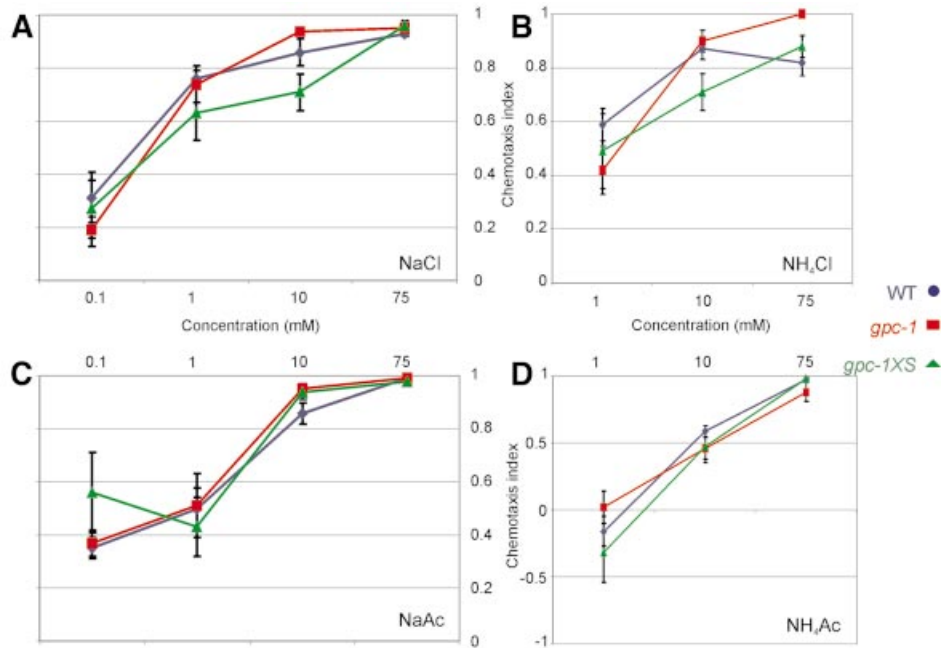 A
1
0.8
0.6
0.4
0.2
0
NaCl
0.1 1 10 75
Concentration (mM)
B
1
0.8
0.6
0.4
0.2
0
Chemotaxis index
NH₄Cl
1 10 75
Concentration (mM)
WT
gpc-1
gpc-1XS
C
0.1 1 10 75
1
0.8
0.6
0.4
0.2
0
NaAc
D
1 10 75
1
0.5
0
-0.5
-1
Chemotaxis index
NH₄Ac